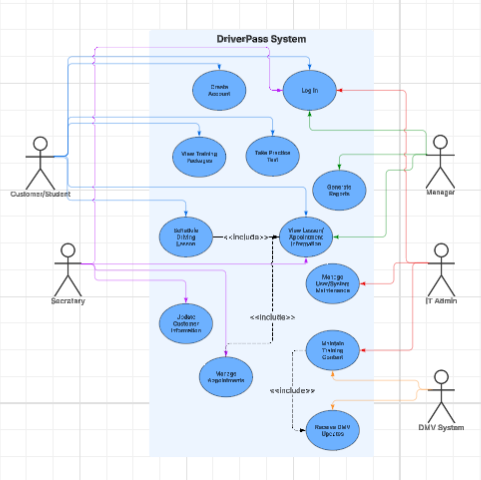 DriverPass System
Create
Account
Log In
View Training
Packages
Take Practice
Test
Customer/Student
Manager
Generate
Reports
Schedule
Driving
Lesson
<<include>>
View Lesson/
Appointment
Information
Secretary
Manage
User/System
Maintenance
IT Admin
Update
Customer
Information
<<include>>
Maintain
Training
Content
Manage
Appointments
<<include>>
DMV System
Receive DMV
Updates